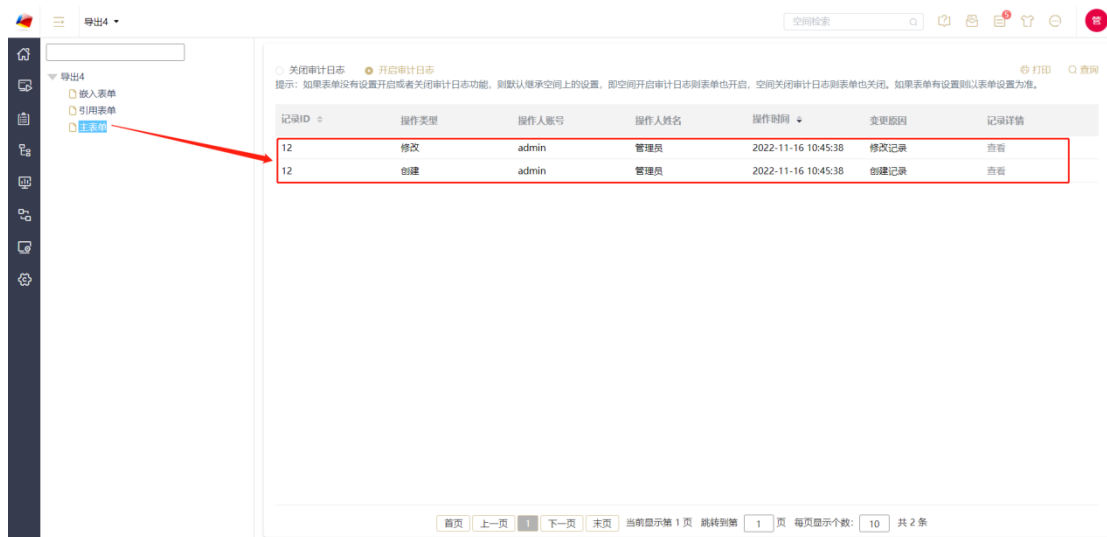 导出4
空间检索
5
管
导出4
嵌入表单
引用表单
主表单
关闭审计日志 开启审计日志 打印 查询
提示：如果表单没有设置开启或者关闭审计日志功能，则默认继承空间上的设置，即空间开启审计日志则表单也开启，空间关闭审计日志则表单也关闭。如果表单有设置则以表单设置为准。
记录ID 操作类型 操作人账号 操作人姓名 操作时间 变更原因 记录详情
12 修改 admin 管理员 2022-11-16 10:45:38 修改记录 查看
12 创建 admin 管理员 2022-11-16 10:45:38 创建记录 查看
首页 上一页 1 下一页 末页 当前显示第 1 页 跳转到第 1 页 每页显示个数： 10 共 2 条